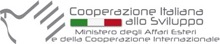 Cooperazione Italiana
allo Sviluppo
Ministero degli Affari Esteri
e della Cooperazione Internazionale